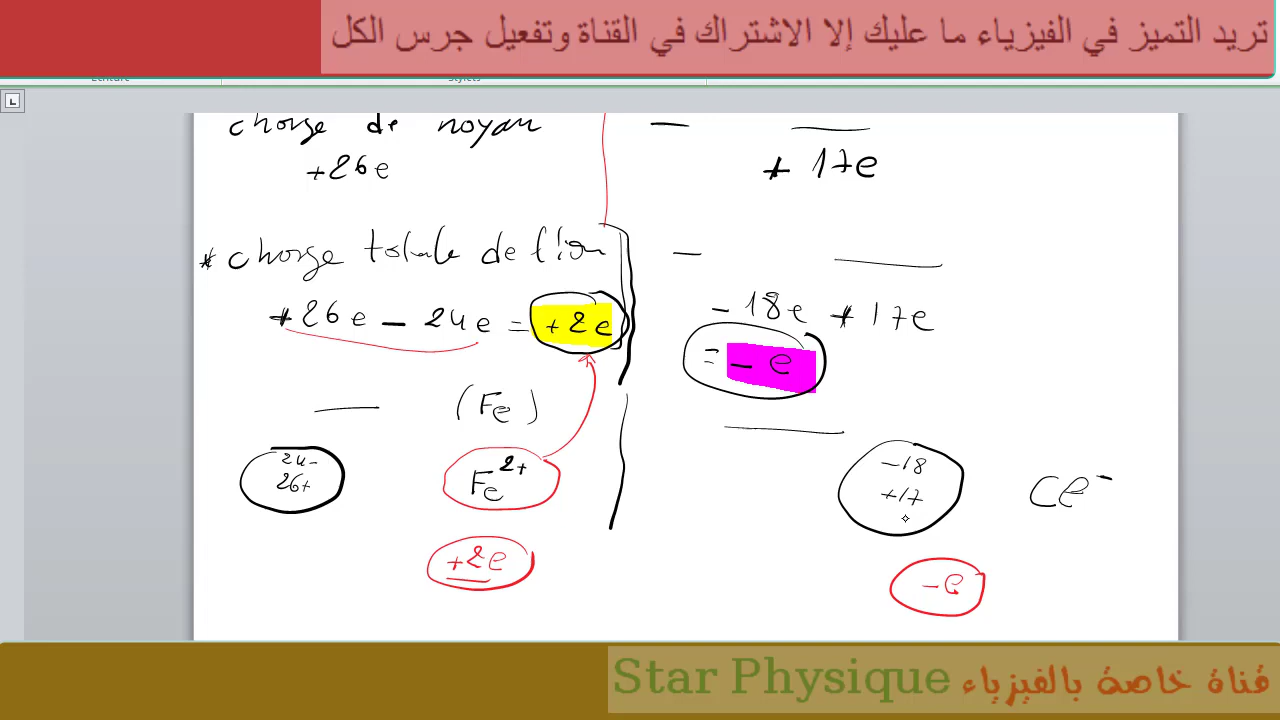 تريد التميز في الفيزياء ما عليك إلا الاشتراك في القناة وتفعيل جرس الكل
charge de noyau
+26e
+17e
* charge totale de l'ion
+26e - 24e = +2e
-18e +17e
= -e
(Fe)
24-
26+
Fe2+
-18
+17
Cl-
+2e
-e
Star Physique قناة خاصة بالفيزياء